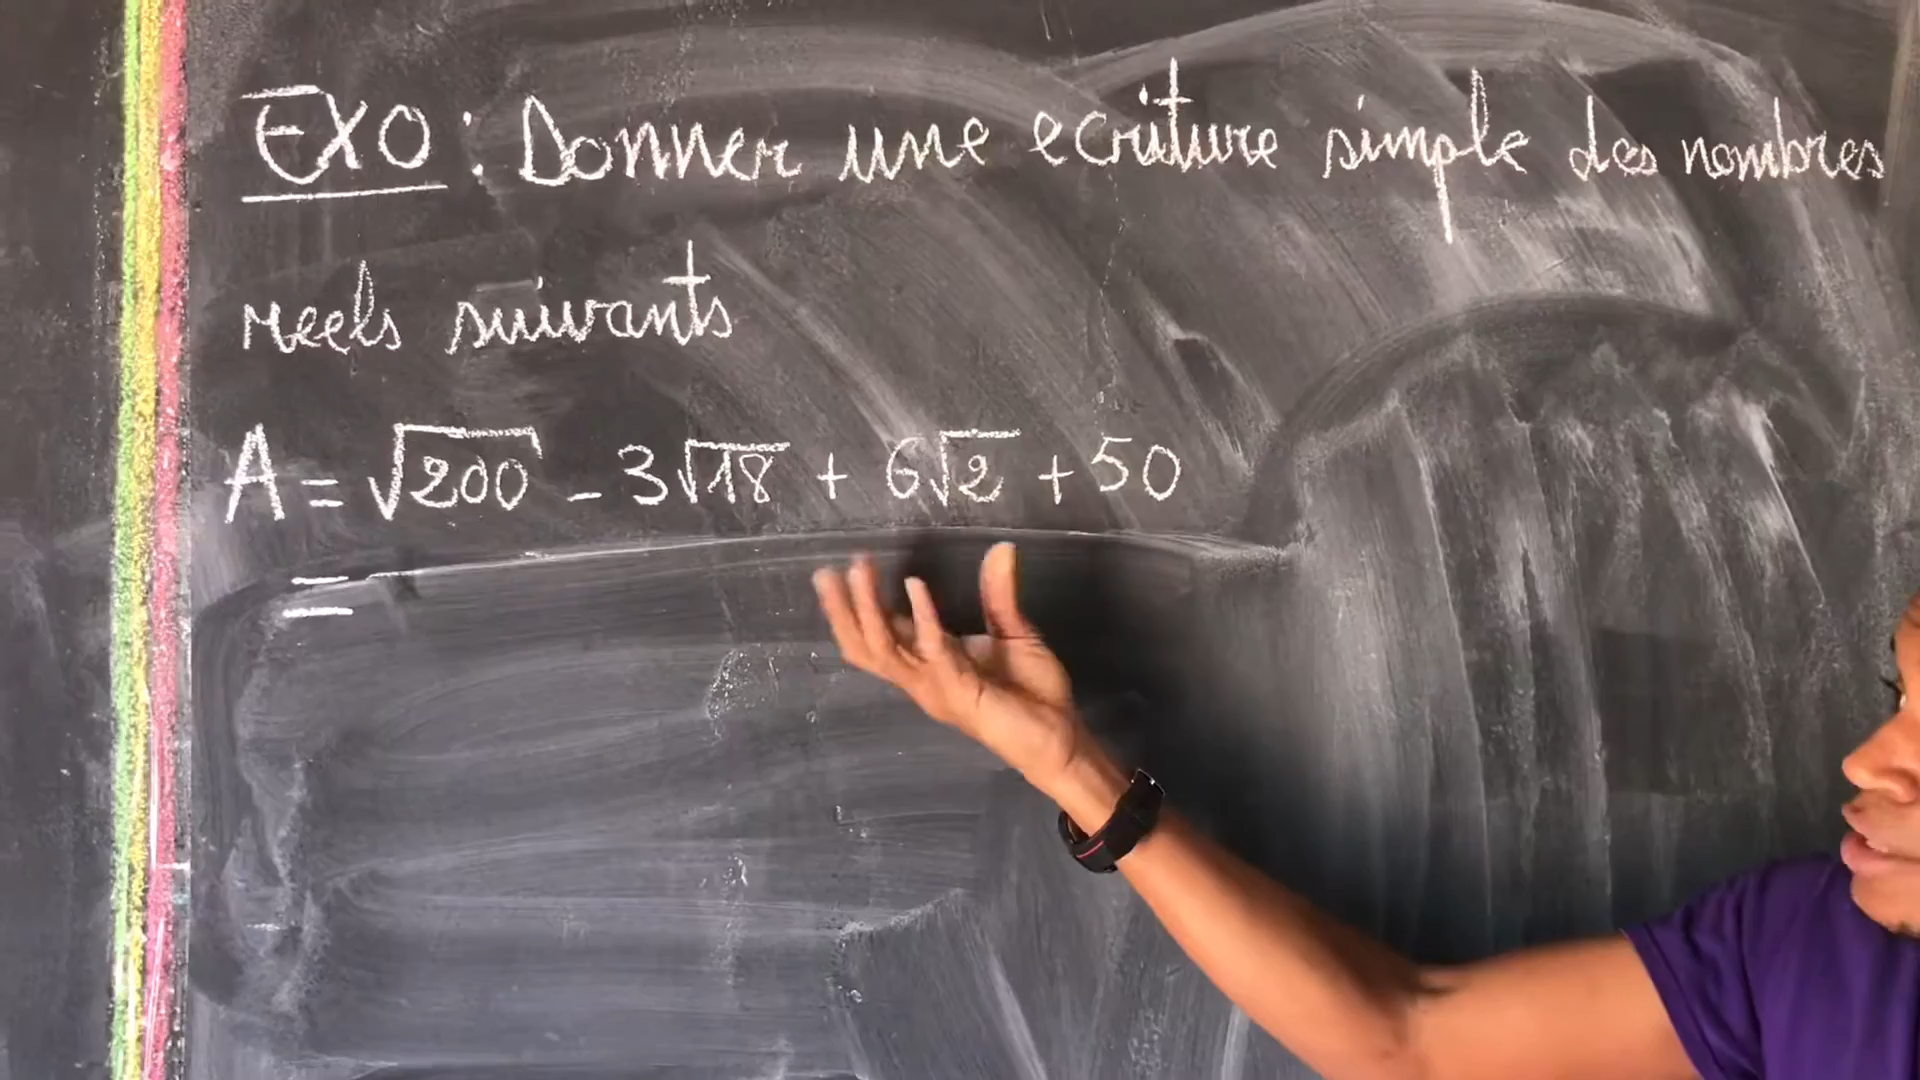 EXO : Donner une ecriture simple des nombres
reels suivants
A = √200 - 3√18 + 6√2 + 50
=